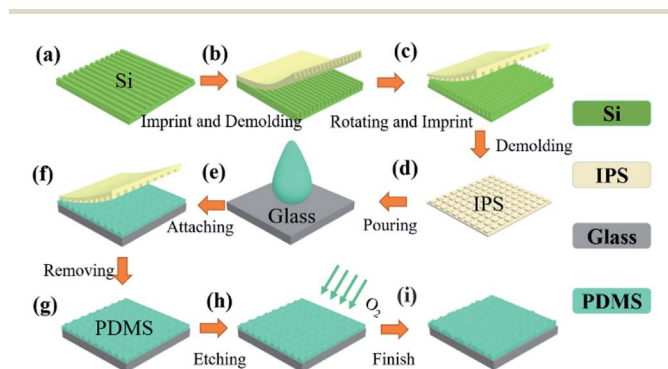 (a)
(b)
(c)
Si
Imprint and Demolding
Rotating and Imprint
Si
Demolding
(f)
(e)
(d)
IPS
Glass
Attaching
Pouring
IPS
Glass
Removing
(g)
(h)
(i)
PDMS
O2
PDMS
Etching
Finish